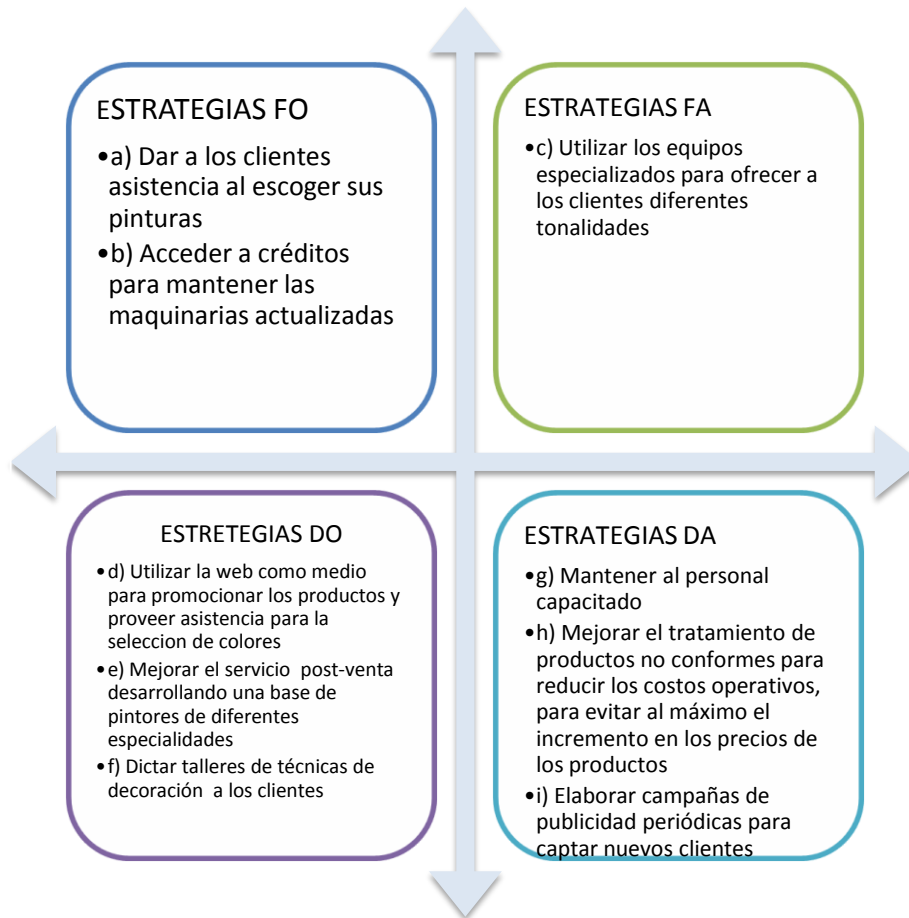 ESTRATEGIAS FO
•a) Dar a los clientes
asistencia al escoger sus
pinturas
•b) Acceder a créditos
para mantener las
maquinarias actualizadas
ESTRATEGIAS FA
•c) Utilizar los equipos
especializados para ofrecer a
los clientes diferentes
tonalidades
ESTRETEGIAS DO
•d) Utilizar la web como medio
para promocionar los productos y
proveer asistencia para la
seleccion de colores
•e) Mejorar el servicio post-venta
desarrollando una base de
pintores de diferentes
especialidades
•f) Dictar talleres de técnicas de
decoración a los clientes
ESTRATEGIAS DA
•g) Mantener al personal
capacitado
•h) Mejorar el tratamiento de
productos no conformes para
reducir los costos operativos,
para evitar al máximo el
incremento en los precios de
los productos
•i) Elaborar campañas de
publicidad periódicas para
captar nuevos clientes